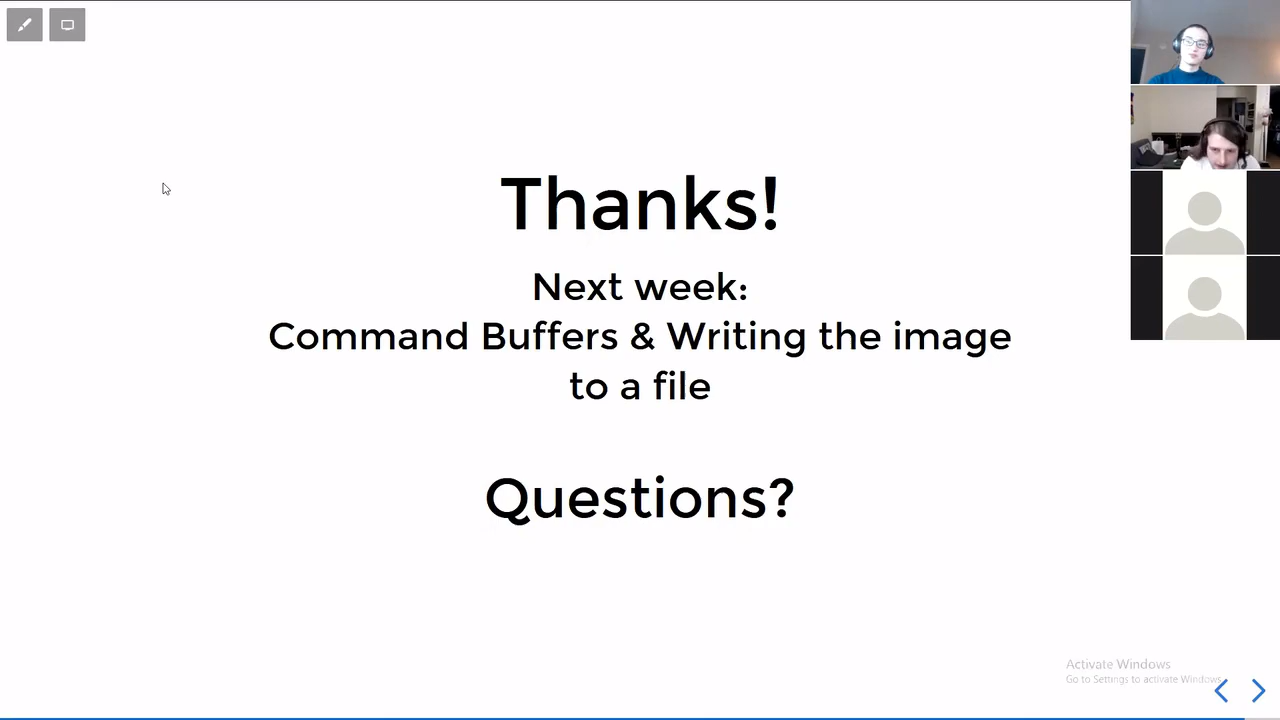 Thanks!
Next week:
Command Buffers & Writing the image
to a file
Questions?
Activate Windows
Go to Settings to activate Windows.